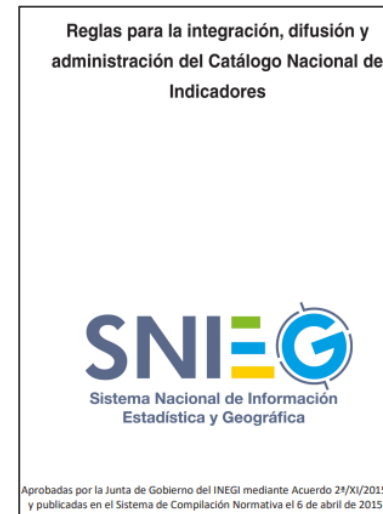 Reglas para la integración, difusión y
administración del Catálogo Nacional de
Indicadores
SNIEG
Sistema Nacional de Información
Estadística y Geográfica
Aprobadas por la Junta de Gobierno del INEGI mediante Acuerdo 2ª/XI/2015
y publicadas en el Sistema de Compilación Normativa el 6 de abril de 2015